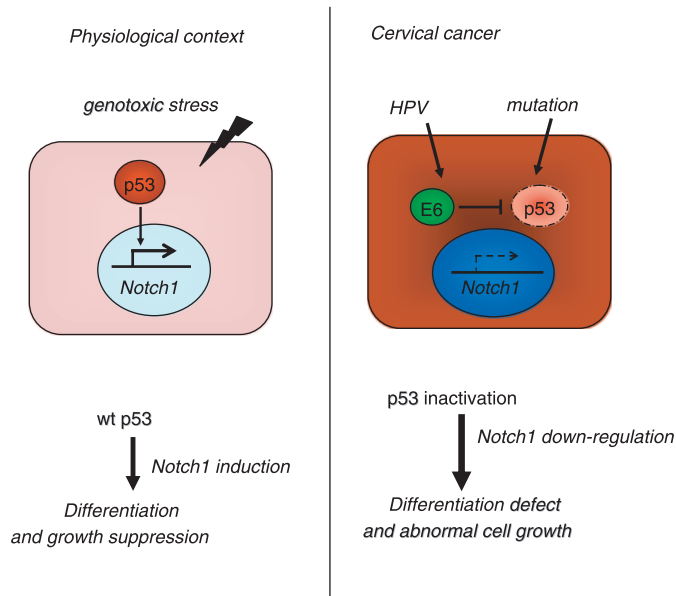 Physiological context
genotoxic stress
p53
Notch1
wt p53
Notch1 induction
Differentiation
and growth suppression
Cervical cancer
HPV
mutation
E6
p53
Notch1
p53 inactivation
Notch1 down-regulation
Differentiation defect
and abnormal cell growth